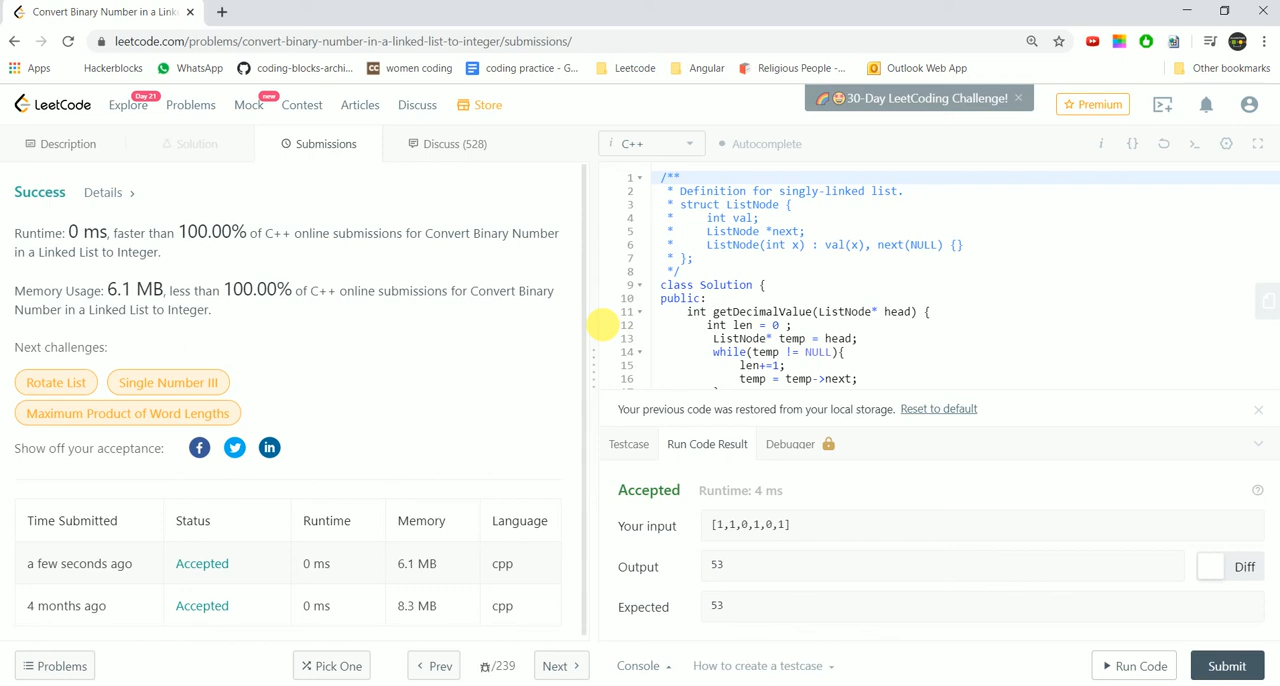 Convert Binary Number in a Link
leetcode.com/problems/convert-binary-number-in-a-linked-list-to-integer/submissions/
Apps Hackerblocks WhatsApp coding-blocks-archi... women coding coding practice - G... Leetcode Angular Religious People -... Outlook Web App Other bookmarks
LeetCode Explore Day 21 Problems Mock new Contest Articles Discuss Store 30-Day LeetCoding Challenge! Premium
Description Solution Submissions Discuss (528)
C++ Autocomplete
Success Details >
Runtime: 0 ms, faster than 100.00% of C++ online submissions for Convert Binary Number
in a Linked List to Integer.
Memory Usage: 6.1 MB, less than 100.00% of C++ online submissions for Convert Binary
Number in a Linked List to Integer.
Next challenges:
Rotate List Single Number III
Maximum Product of Word Lengths
Show off your acceptance:
Time Submitted Status Runtime Memory Language
a few seconds ago Accepted 0 ms 6.1 MB cpp
4 months ago Accepted 0 ms 8.3 MB cpp
1 /**
2 * Definition for singly-linked list.
3 * struct ListNode {
4 * int val;
5 * ListNode *next;
6 * ListNode(int x) : val(x), next(NULL) {}
7 * };
8 */
9 class Solution {
10 public:
11 int getDecimalValue(ListNode* head) {
12 int len = 0 ;
13 ListNode* temp = head;
14 while(temp != NULL){
15 len+=1;
16 temp = temp->next;
Your previous code was restored from your local storage. Reset to default
Testcase Run Code Result Debugger
Accepted Runtime: 4 ms
Your input [1,1,0,1,0,1]
Output 53 Diff
Expected 53
Problems Pick One < Prev /239 Next >
Console How to create a testcase Run Code Submit